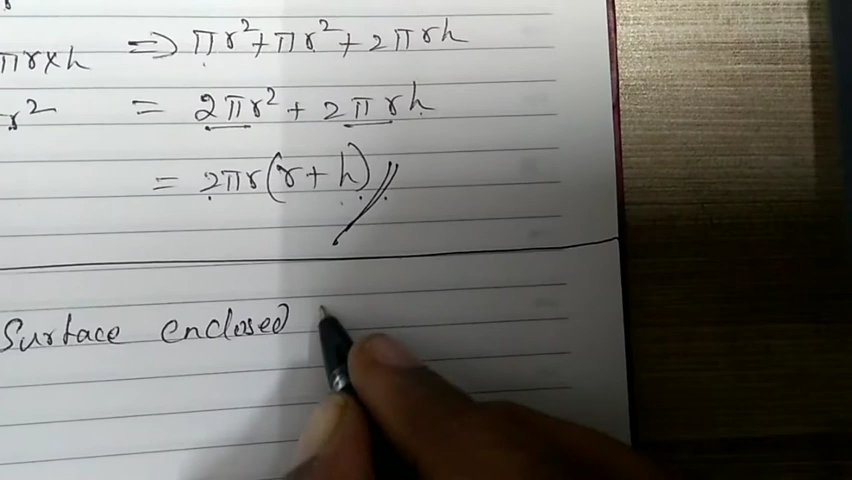 πr×h => πr²+πr²+2πrh
r² = 2πr² + 2πrh
= 2πr(r+h)
Surface enclosed